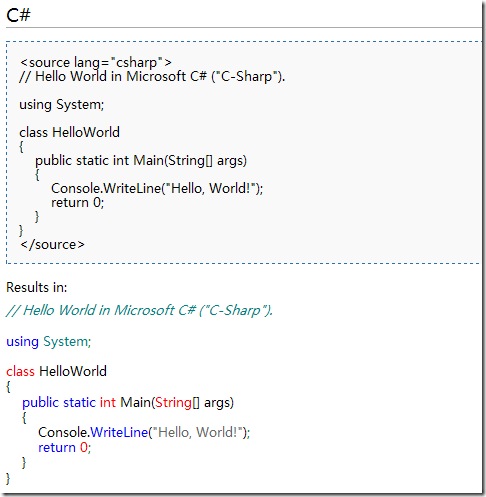 C#
<source lang="csharp">
// Hello World in Microsoft C# ("C-Sharp").
using System;
class HelloWorld
{
public static int Main(String[] args)
{
Console.WriteLine("Hello, World!");
return 0;
}
}
</source>
Results in:
// Hello World in Microsoft C# ("C-Sharp").
using System;
class HelloWorld
{
public static int Main(String[] args)
{
Console.WriteLine("Hello, World!");
return 0;
}
}